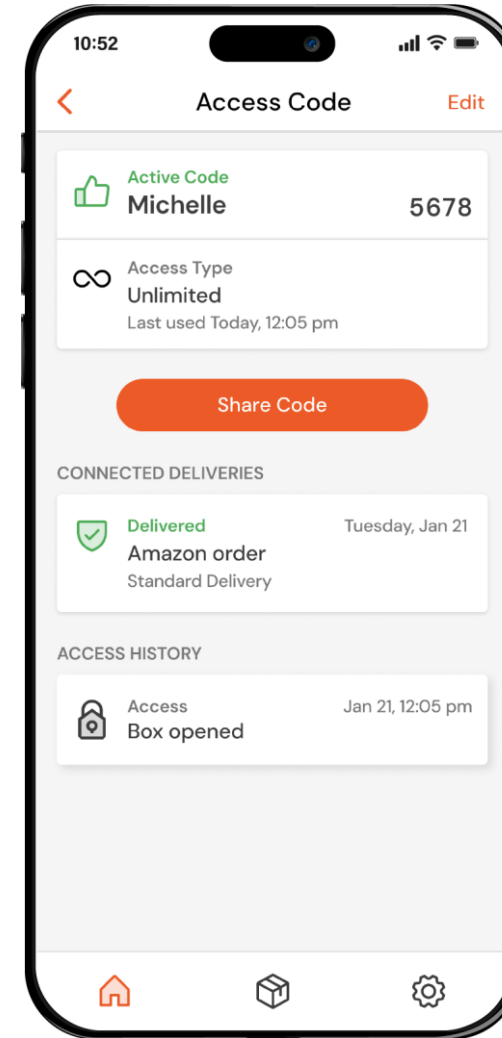 10:52
Access Code
Edit
Active Code
Michelle
5678
Access Type
Unlimited
Last used Today, 12:05 pm
Share Code
CONNECTED DELIVERIES
Delivered
Tuesday, Jan 21
Amazon order
Standard Delivery
ACCESS HISTORY
Access
Jan 21, 12:05 pm
Box opened